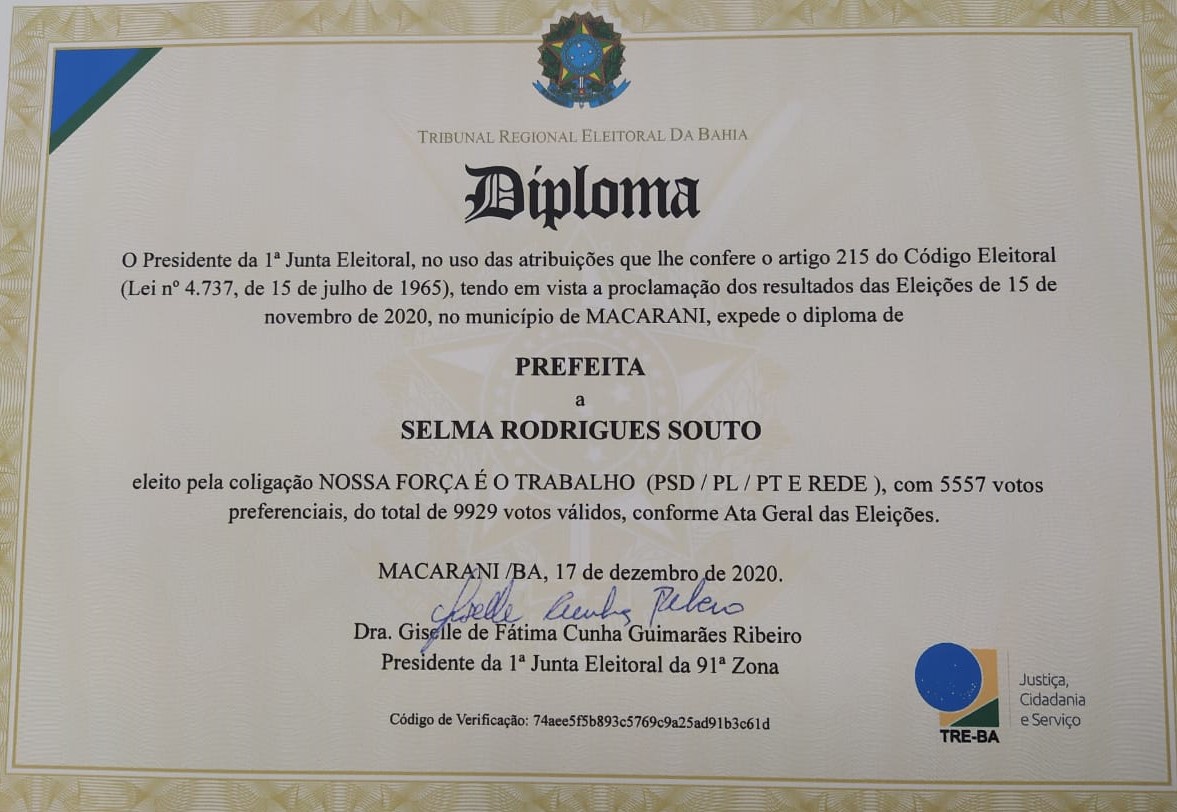 TRIBUNAL REGIONAL ELEITORAL DA BAHIA
Diploma
O Presidente da 1ª Junta Eleitoral, no uso das atribuições que lhe confere o artigo 215 do Código Eleitoral
(Lei nº 4.737, de 15 de julho de 1965), tendo em vista a proclamação dos resultados das Eleições de 15 de
novembro de 2020, no município de MACARANI, expede o diploma de
PREFEITA
a
SELMA RODRIGUES SOUTO
eleito pela coligação NOSSA FORÇA É O TRABALHO (PSD / PL / PT E REDE ), com 5557 votos
preferenciais, do total de 9929 votos válidos, conforme Ata Geral das Eleições.
MACARANI /BA, 17 de dezembro de 2020.
Giselle Cunha Ribeiro
Dra. Giselle de Fátima Cunha Guimarães Ribeiro
Presidente da 1ª Junta Eleitoral da 91ª Zona
Código de Verificação: 74aee5f5b893c5769c9a25ad91b3c61d
Justiça,
Cidadania
e Serviço
TRE-BA